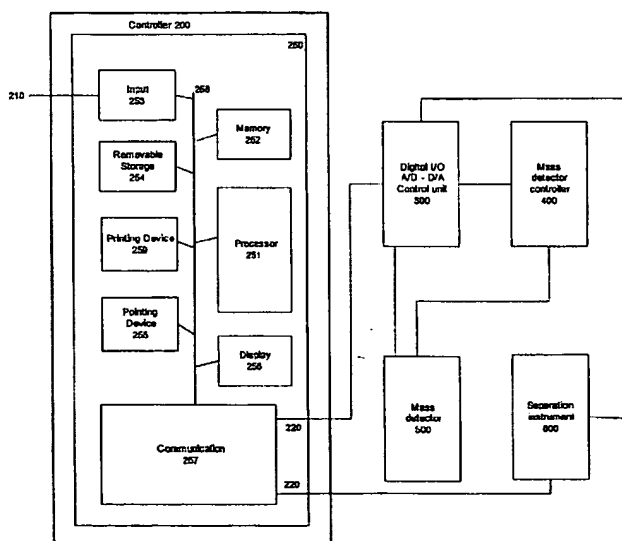 Controller 200
250
210
Input
253
258
Memory
252
Removable
Storage
254
Digital I/O
A/D - D/A
Control unit
300
Mass
detector
controller
400
Printing Device
259
Processor
251
Pointing
Device
255
Display
256
Communication
257
220
220
Mass
detector
500
Separation
instrument
600